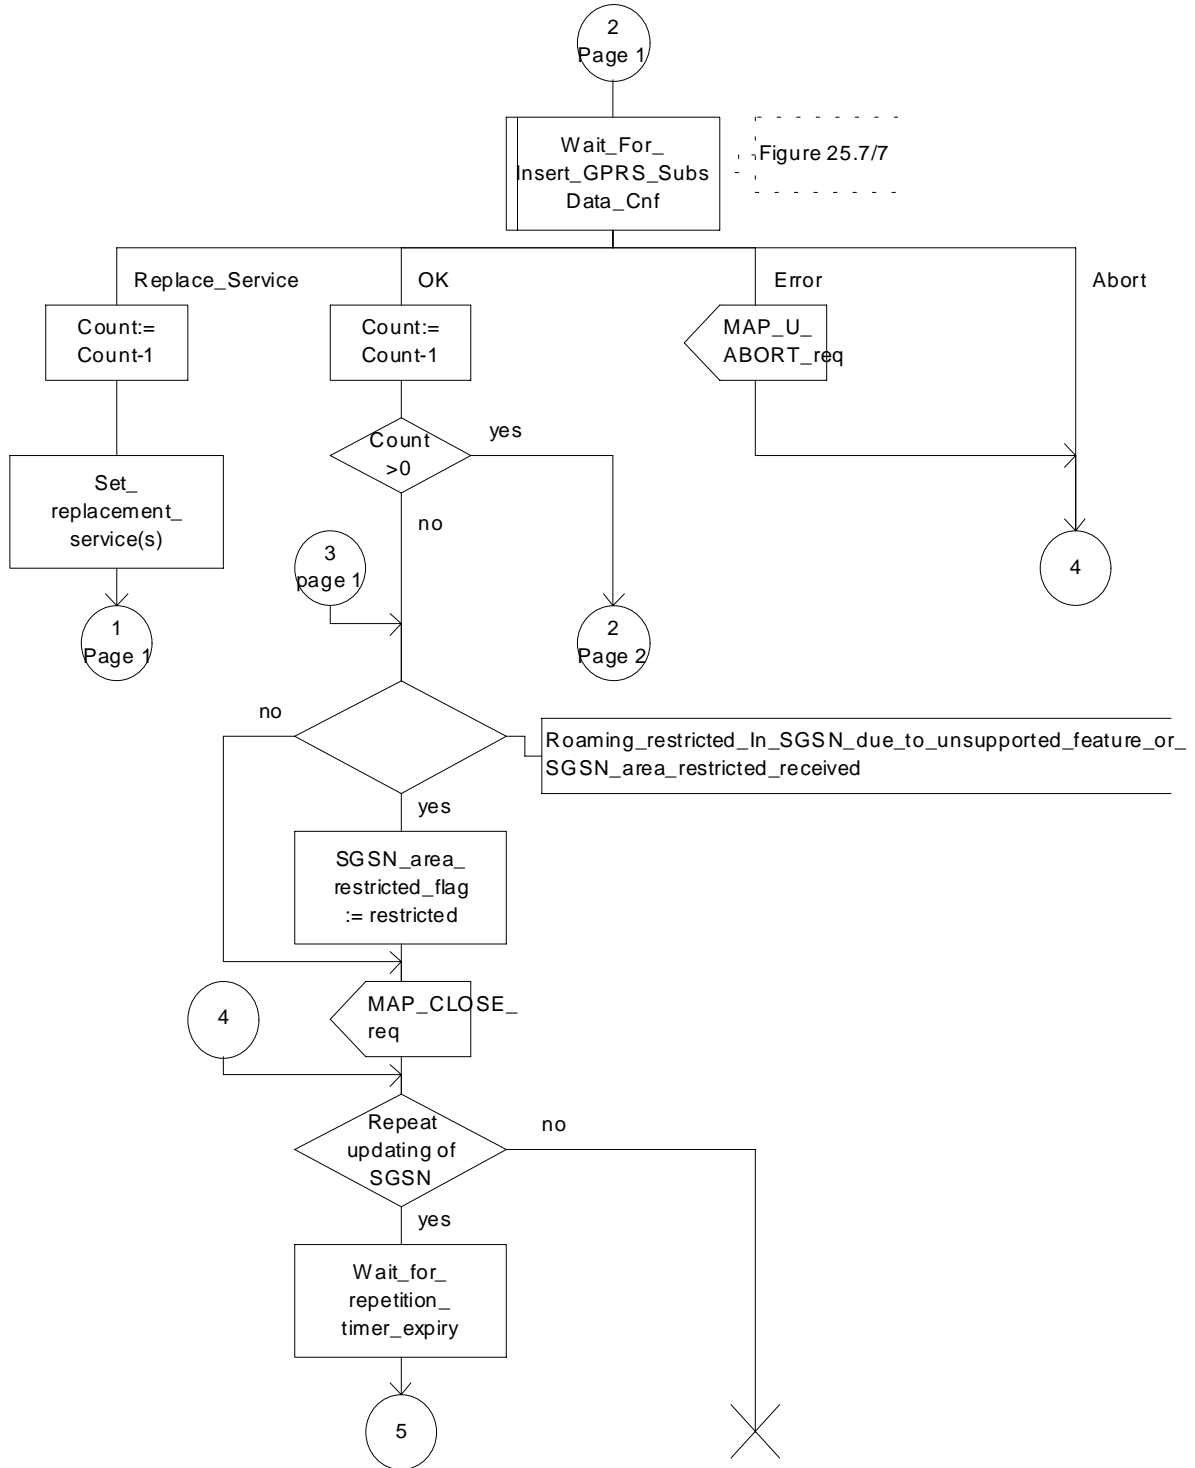 2
Page 1
Wait_For_
Insert_GPRS_Subs
Data_Cnf
Figure 25.7/7
Replace_Service
OK
Error
Abort
Count:=
Count-1
Count:=
Count-1
MAP_U_
ABORT_req
Count
>0
yes
no
Set_
replacement_
service(s)
3
page 1
4
1
Page 1
2
Page 2
no
Roaming_restricted_In_SGSN_due_to_unsupported_feature_or_
SGSN_area_restricted_received
yes
SGSN_area_
restricted_flag
:= restricted
4
MAP_CLOSE_
req
Repeat
updating of
SGSN
no
yes
Wait_for_
repetition_
timer_expiry
5